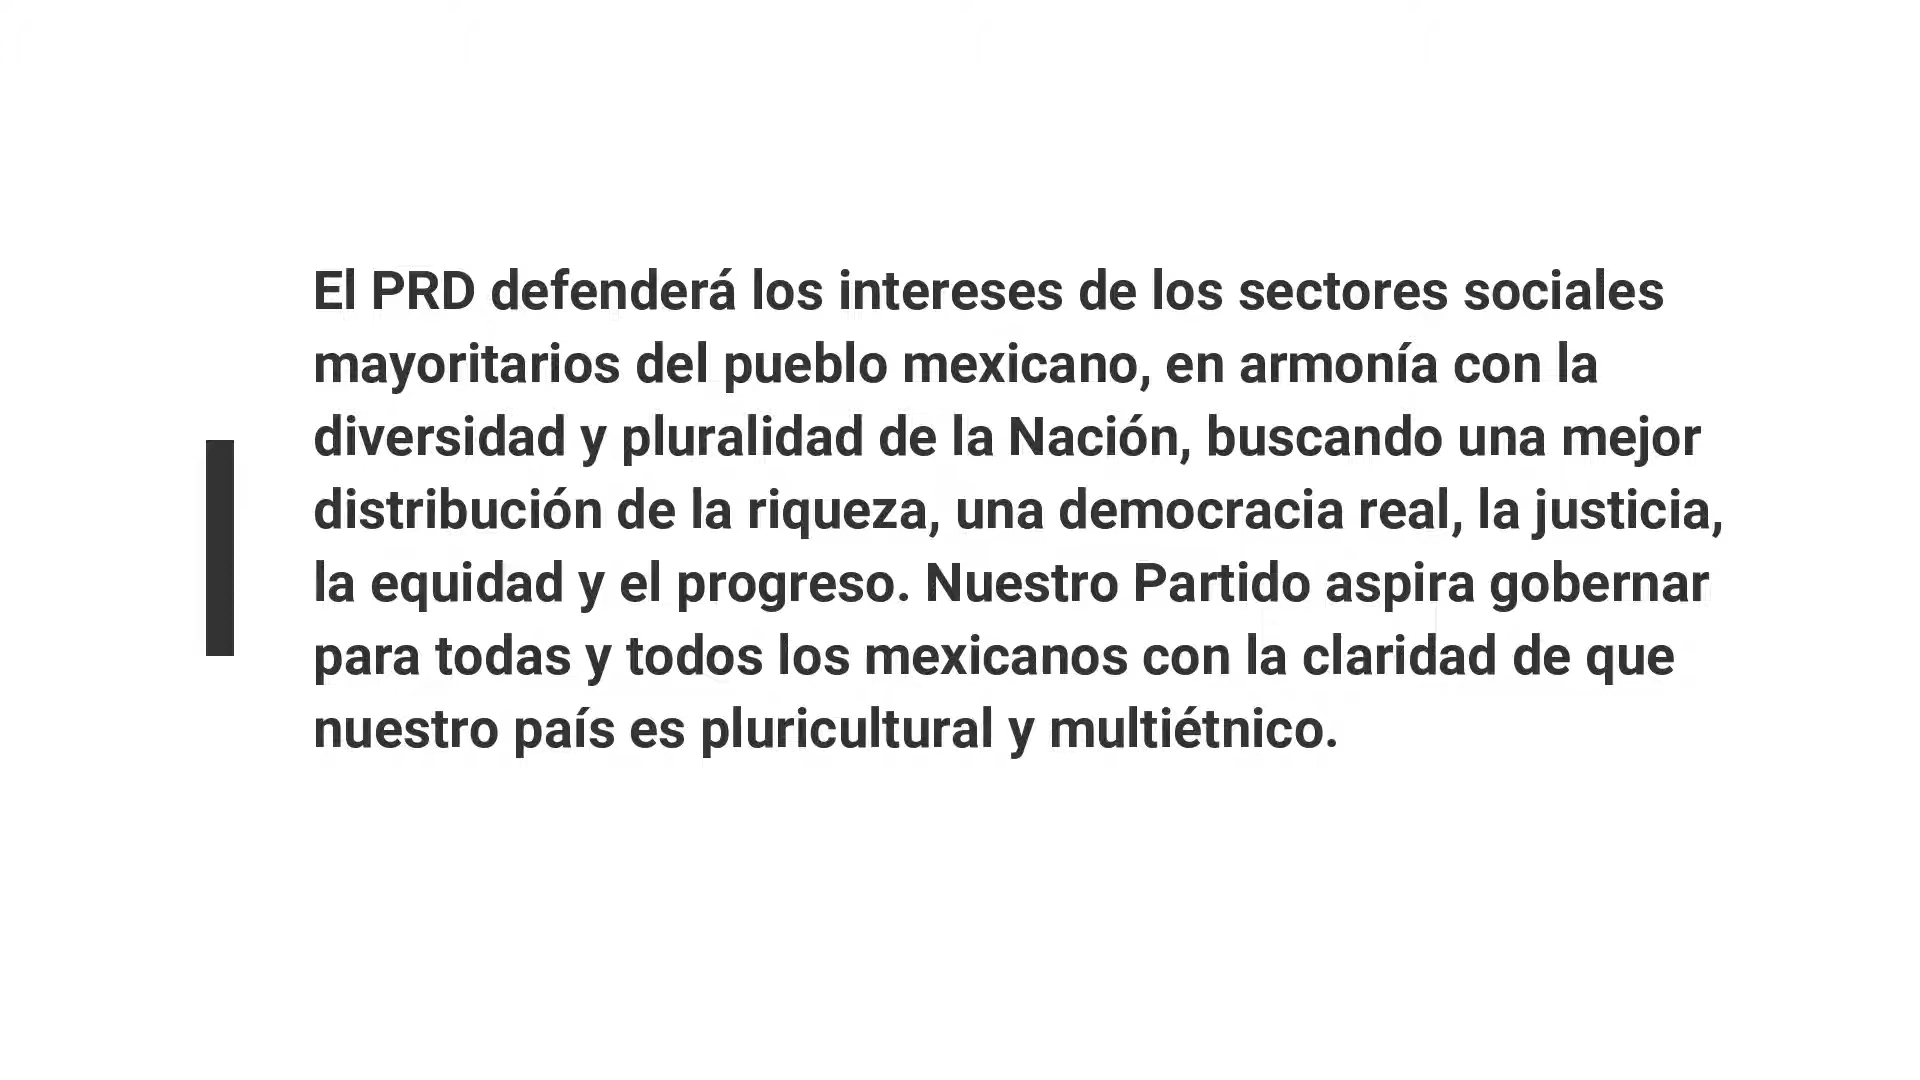 El PRD defenderá los intereses de los sectores sociales
mayoritarios del pueblo mexicano, en armonía con la
diversidad y pluralidad de la Nación, buscando una mejor
distribución de la riqueza, una democracia real, la justicia,
la equidad y el progreso. Nuestro Partido aspira gobernar
para todas y todos los mexicanos con la claridad de que
nuestro país es pluricultural y multiétnico.